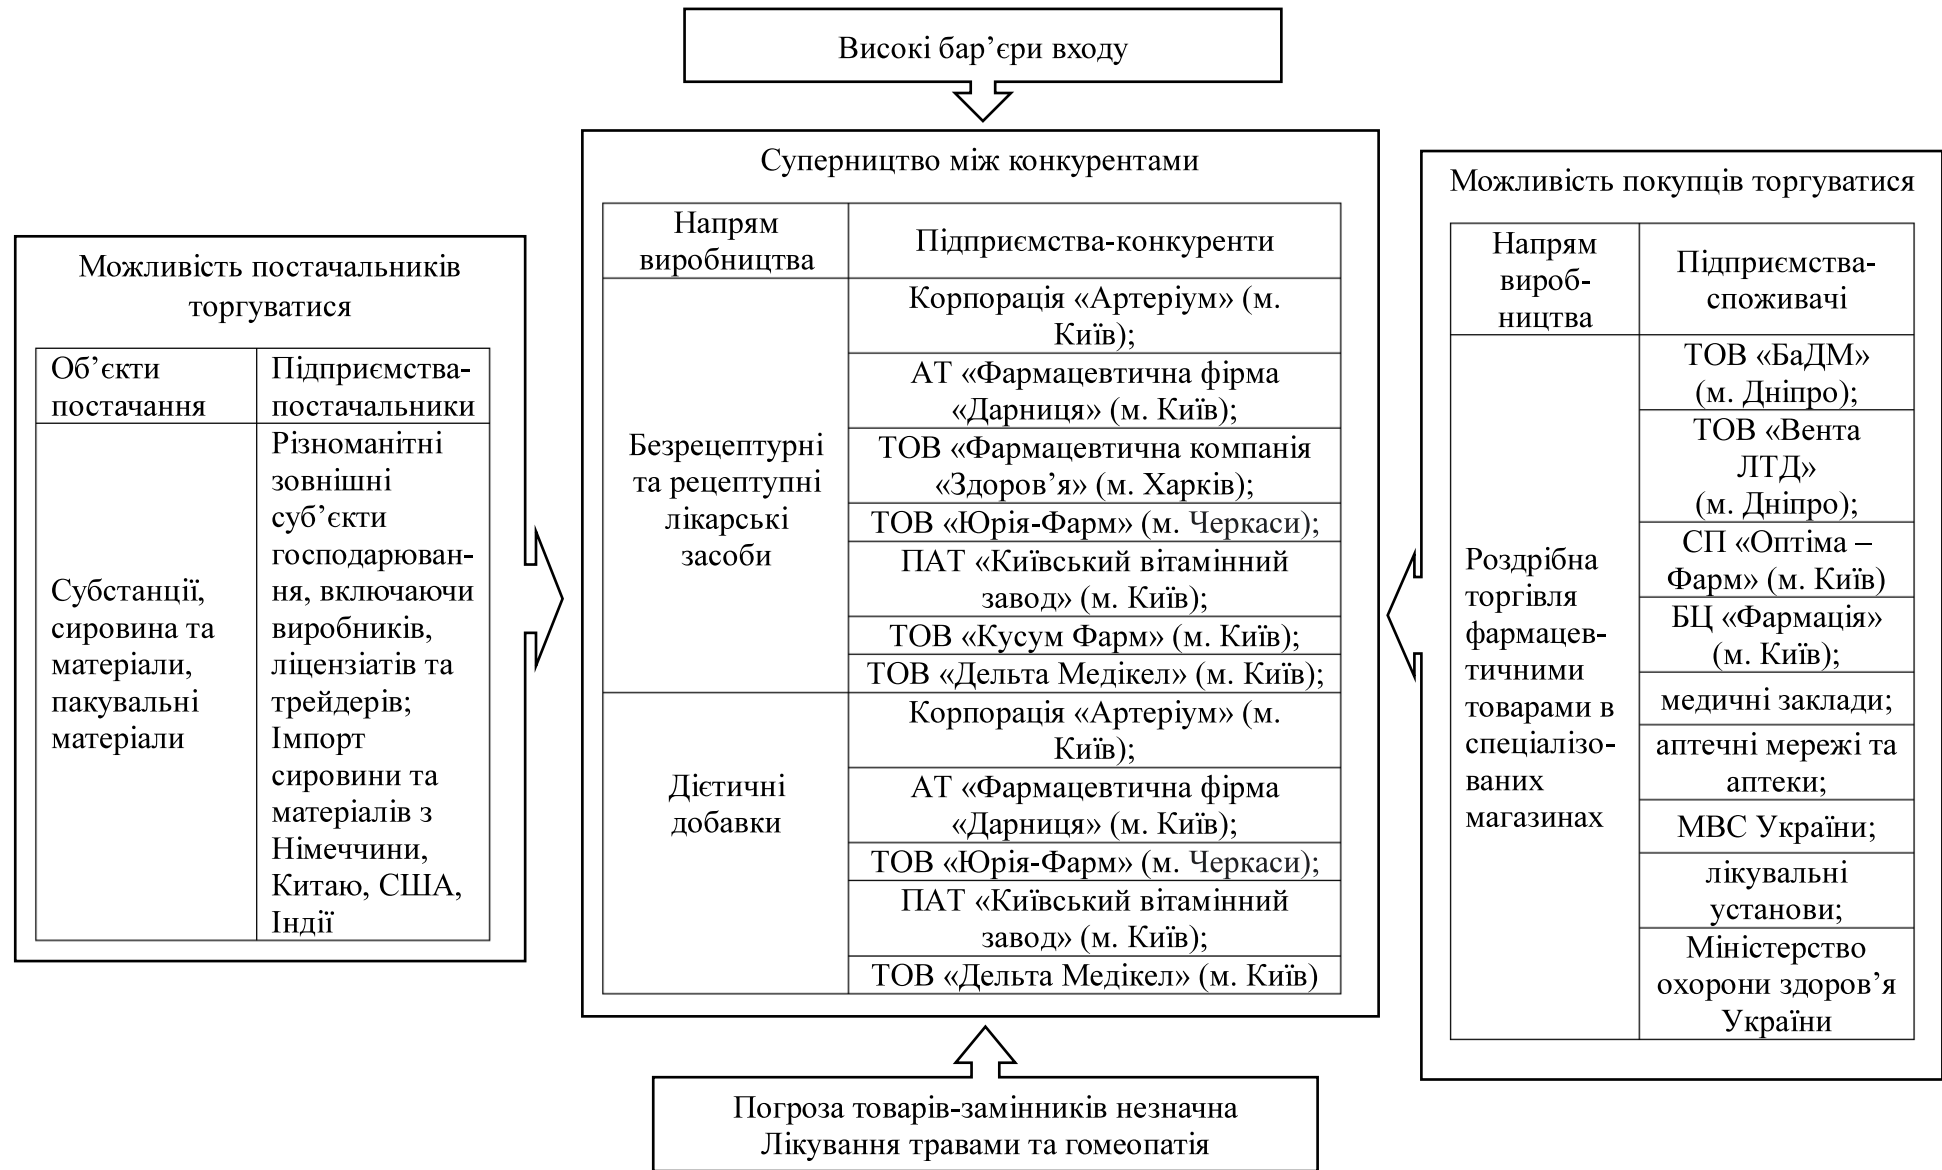 Високі бар’єри входу
Суперництво між конкурентами
Напрям
виробництва
Підприємства-конкуренти
Безрецептурні
та рецептупні
лікарські
засоби
Корпорація «Артеріум» (м.
Київ);
АТ «Фармацевтична фірма
«Дарниця» (м. Київ);
ТОВ «Фармацевтична компанія
«Здоров’я» (м. Харків);
ТОВ «Юрія-Фарм» (м. Черкаси);
ПАТ «Київський вітамінний
завод» (м. Київ);
ТОВ «Кусум Фарм» (м. Київ);
ТОВ «Дельта Медікел» (м. Київ);
Дієтичні
добавки
Корпорація «Артеріум» (м.
Київ);
АТ «Фармацевтична фірма
«Дарниця» (м. Київ);
ТОВ «Юрія-Фарм» (м. Черкаси);
ПАТ «Київський вітамінний
завод» (м. Київ);
ТОВ «Дельта Медікел» (м. Київ)
Можливість постачальників
торгуватися
Об’єкти
постачання
Підприємства-
постачальники
Субстанції,
сировина та
матеріали,
пакувальні
матеріали
Різноманітні
зовнішні
суб’єкти
господарюван-
ня, включаючи
виробників,
ліцензіатів та
трейдерів;
Імпорт
сировини та
матеріалів з
Німеччини,
Китаю, США,
Індії
Можливість покупців торгуватися
Напрям
вироб-
ництва
Підприємства-
споживачі
Роздрібна
торгівля
фармацев-
тичними
товарами в
спеціалізо-
ваних
магазинах
ТОВ «БаДМ»
(м. Дніпро);
ТОВ «Вента
ЛТД»
(м. Дніпро);
СП «Оптіма –
Фарм» (м. Київ)
БЦ «Фармація»
(м. Київ);
медичні заклади;
аптечні мережі та
аптеки;
МВС України;
лікувальні
установи;
Міністерство
охорони здоров’я
України
Погроза товарів-замінників незначна
Лікування травами та гомеопатія